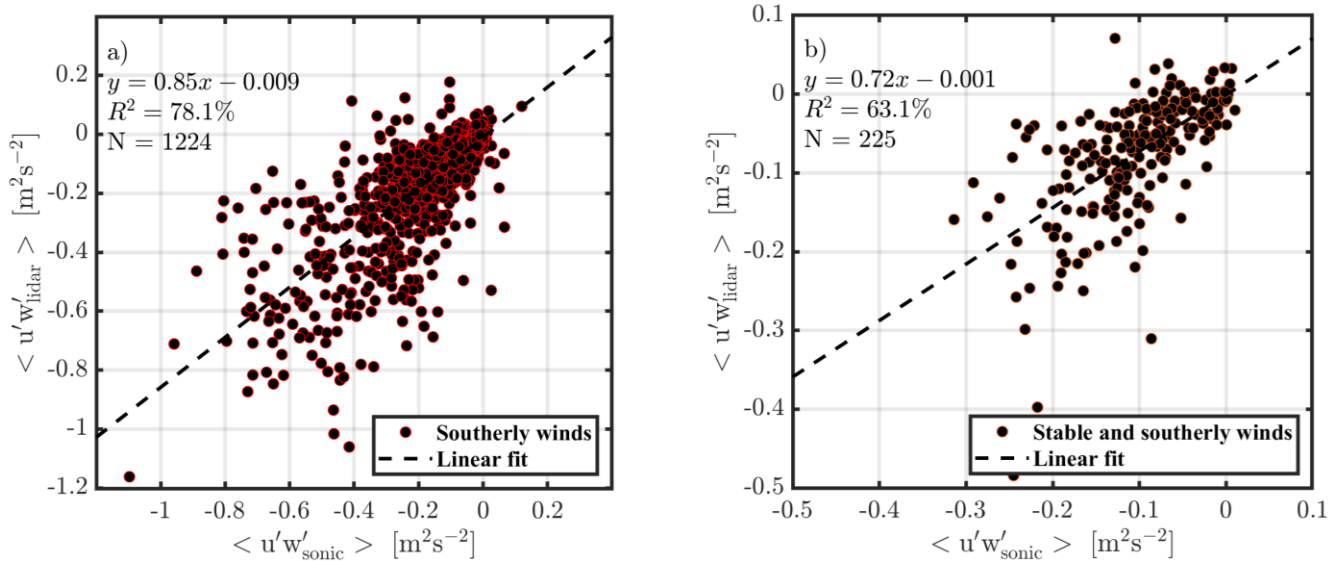 a)
y = 0.85x − 0.009
R² = 78.1%
N = 1224
0.2
0
-0.2
-0.4
-0.6
-0.8
-1
-1.2
< u′w′lidar > [m²s⁻²]
Southerly winds
Linear fit
-1 -0.8 -0.6 -0.4 -0.2 0 0.2
< u′w′sonic > [m²s⁻²]
b)
y = 0.72x − 0.001
R² = 63.1%
N = 225
0.1
0
-0.1
-0.2
-0.3
-0.4
-0.5
< u′w′lidar > [m²s⁻²]
Stable and southerly winds
Linear fit
-0.5 -0.4 -0.3 -0.2 -0.1 0 0.1
< u′w′sonic > [m²s⁻²]